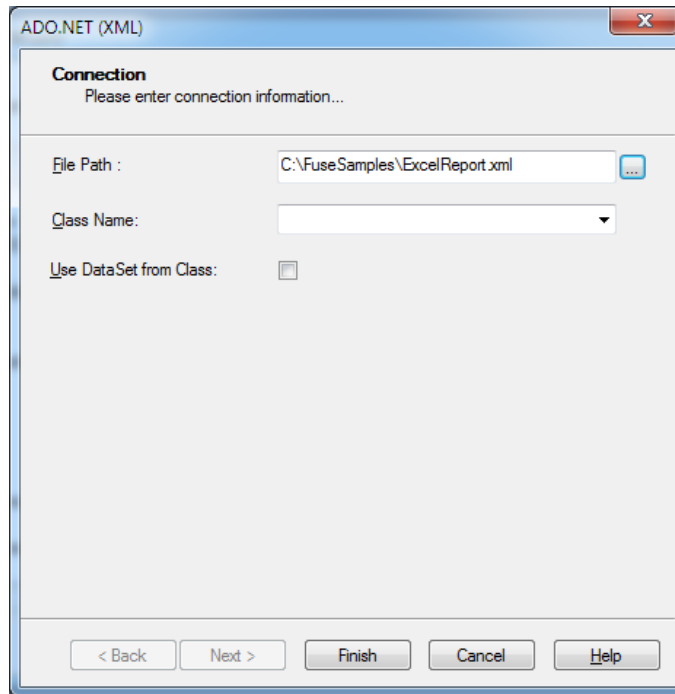 ADO.NET (XML)
Connection
Please enter connection information...
File Path :
C:\FuseSamples\ExcelReport.xml
...
Class Name:
Use DataSet from Class:
< Back
Next >
Finish
Cancel
Help